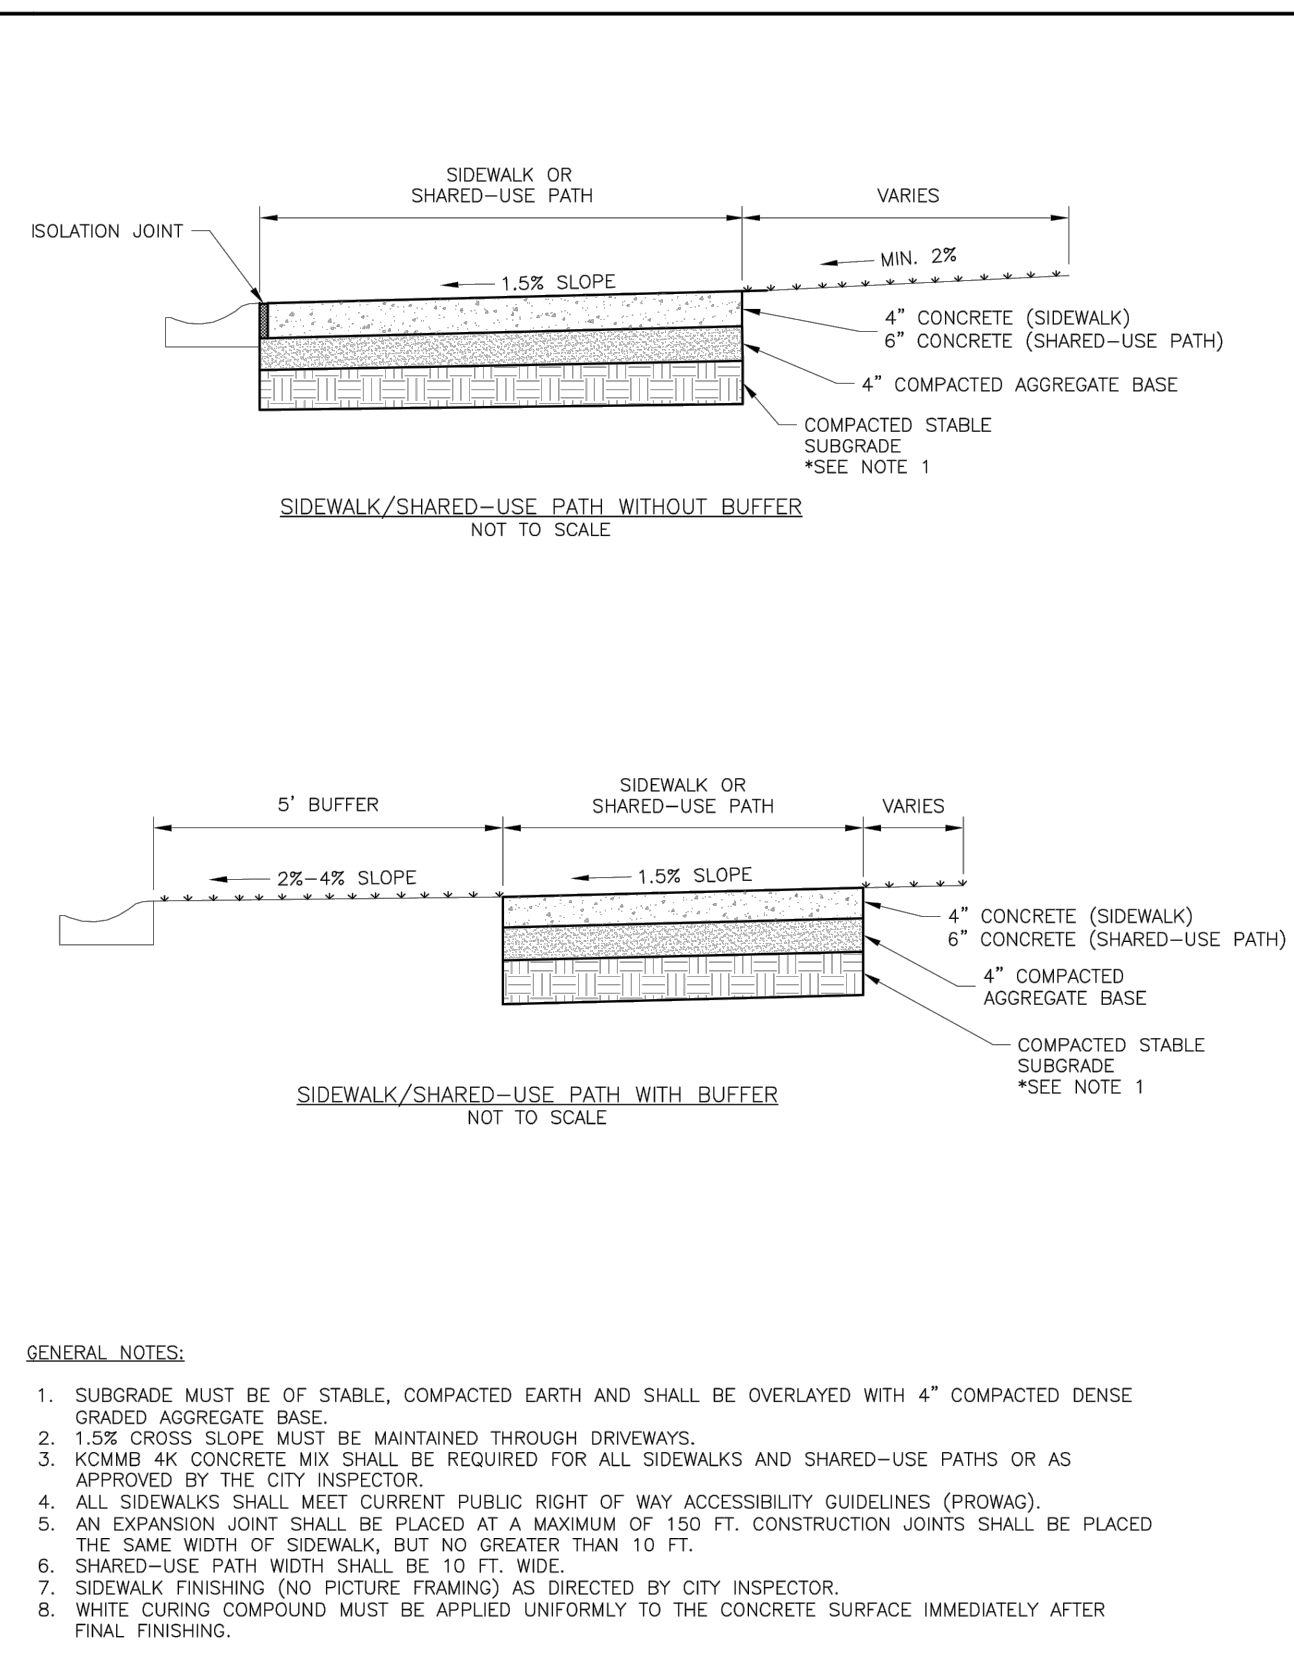 SIDEWALK OR
SHARED-USE PATH
VARIES
ISOLATION JOINT
MIN. 2%
1.5% SLOPE
4" CONCRETE (SIDEWALK)
6" CONCRETE (SHARED-USE PATH)
4" COMPACTED AGGREGATE BASE
COMPACTED STABLE
SUBGRADE
*SEE NOTE 1
SIDEWALK/SHARED-USE PATH WITHOUT BUFFER
NOT TO SCALE
SIDEWALK OR
SHARED-USE PATH
5' BUFFER
VARIES
2%-4% SLOPE
1.5% SLOPE
4" CONCRETE (SIDEWALK)
6" CONCRETE (SHARED-USE PATH)
4" COMPACTED
AGGREGATE BASE
COMPACTED STABLE
SUBGRADE
*SEE NOTE 1
SIDEWALK/SHARED-USE PATH WITH BUFFER
NOT TO SCALE
GENERAL NOTES:
1. SUBGRADE MUST BE OF STABLE, COMPACTED EARTH AND SHALL BE OVERLAYED WITH 4" COMPACTED DENSE
GRADED AGGREGATE BASE.
2. 1.5% CROSS SLOPE MUST BE MAINTAINED THROUGH DRIVEWAYS.
3. KCMMB 4K CONCRETE MIX SHALL BE REQUIRED FOR ALL SIDEWALKS AND SHARED-USE PATHS OR AS
APPROVED BY THE CITY INSPECTOR.
4. ALL SIDEWALKS SHALL MEET CURRENT PUBLIC RIGHT OF WAY ACCESSIBILITY GUIDELINES (PROWAG).
5. AN EXPANSION JOINT SHALL BE PLACED AT A MAXIMUM OF 150 FT. CONSTRUCTION JOINTS SHALL BE PLACED
THE SAME WIDTH OF SIDEWALK, BUT NO GREATER THAN 10 FT.
6. SHARED-USE PATH WIDTH SHALL BE 10 FT. WIDE.
7. SIDEWALK FINISHING (NO PICTURE FRAMING) AS DIRECTED BY CITY INSPECTOR.
8. WHITE CURING COMPOUND MUST BE APPLIED UNIFORMLY TO THE CONCRETE SURFACE IMMEDIATELY AFTER
FINAL FINISHING.